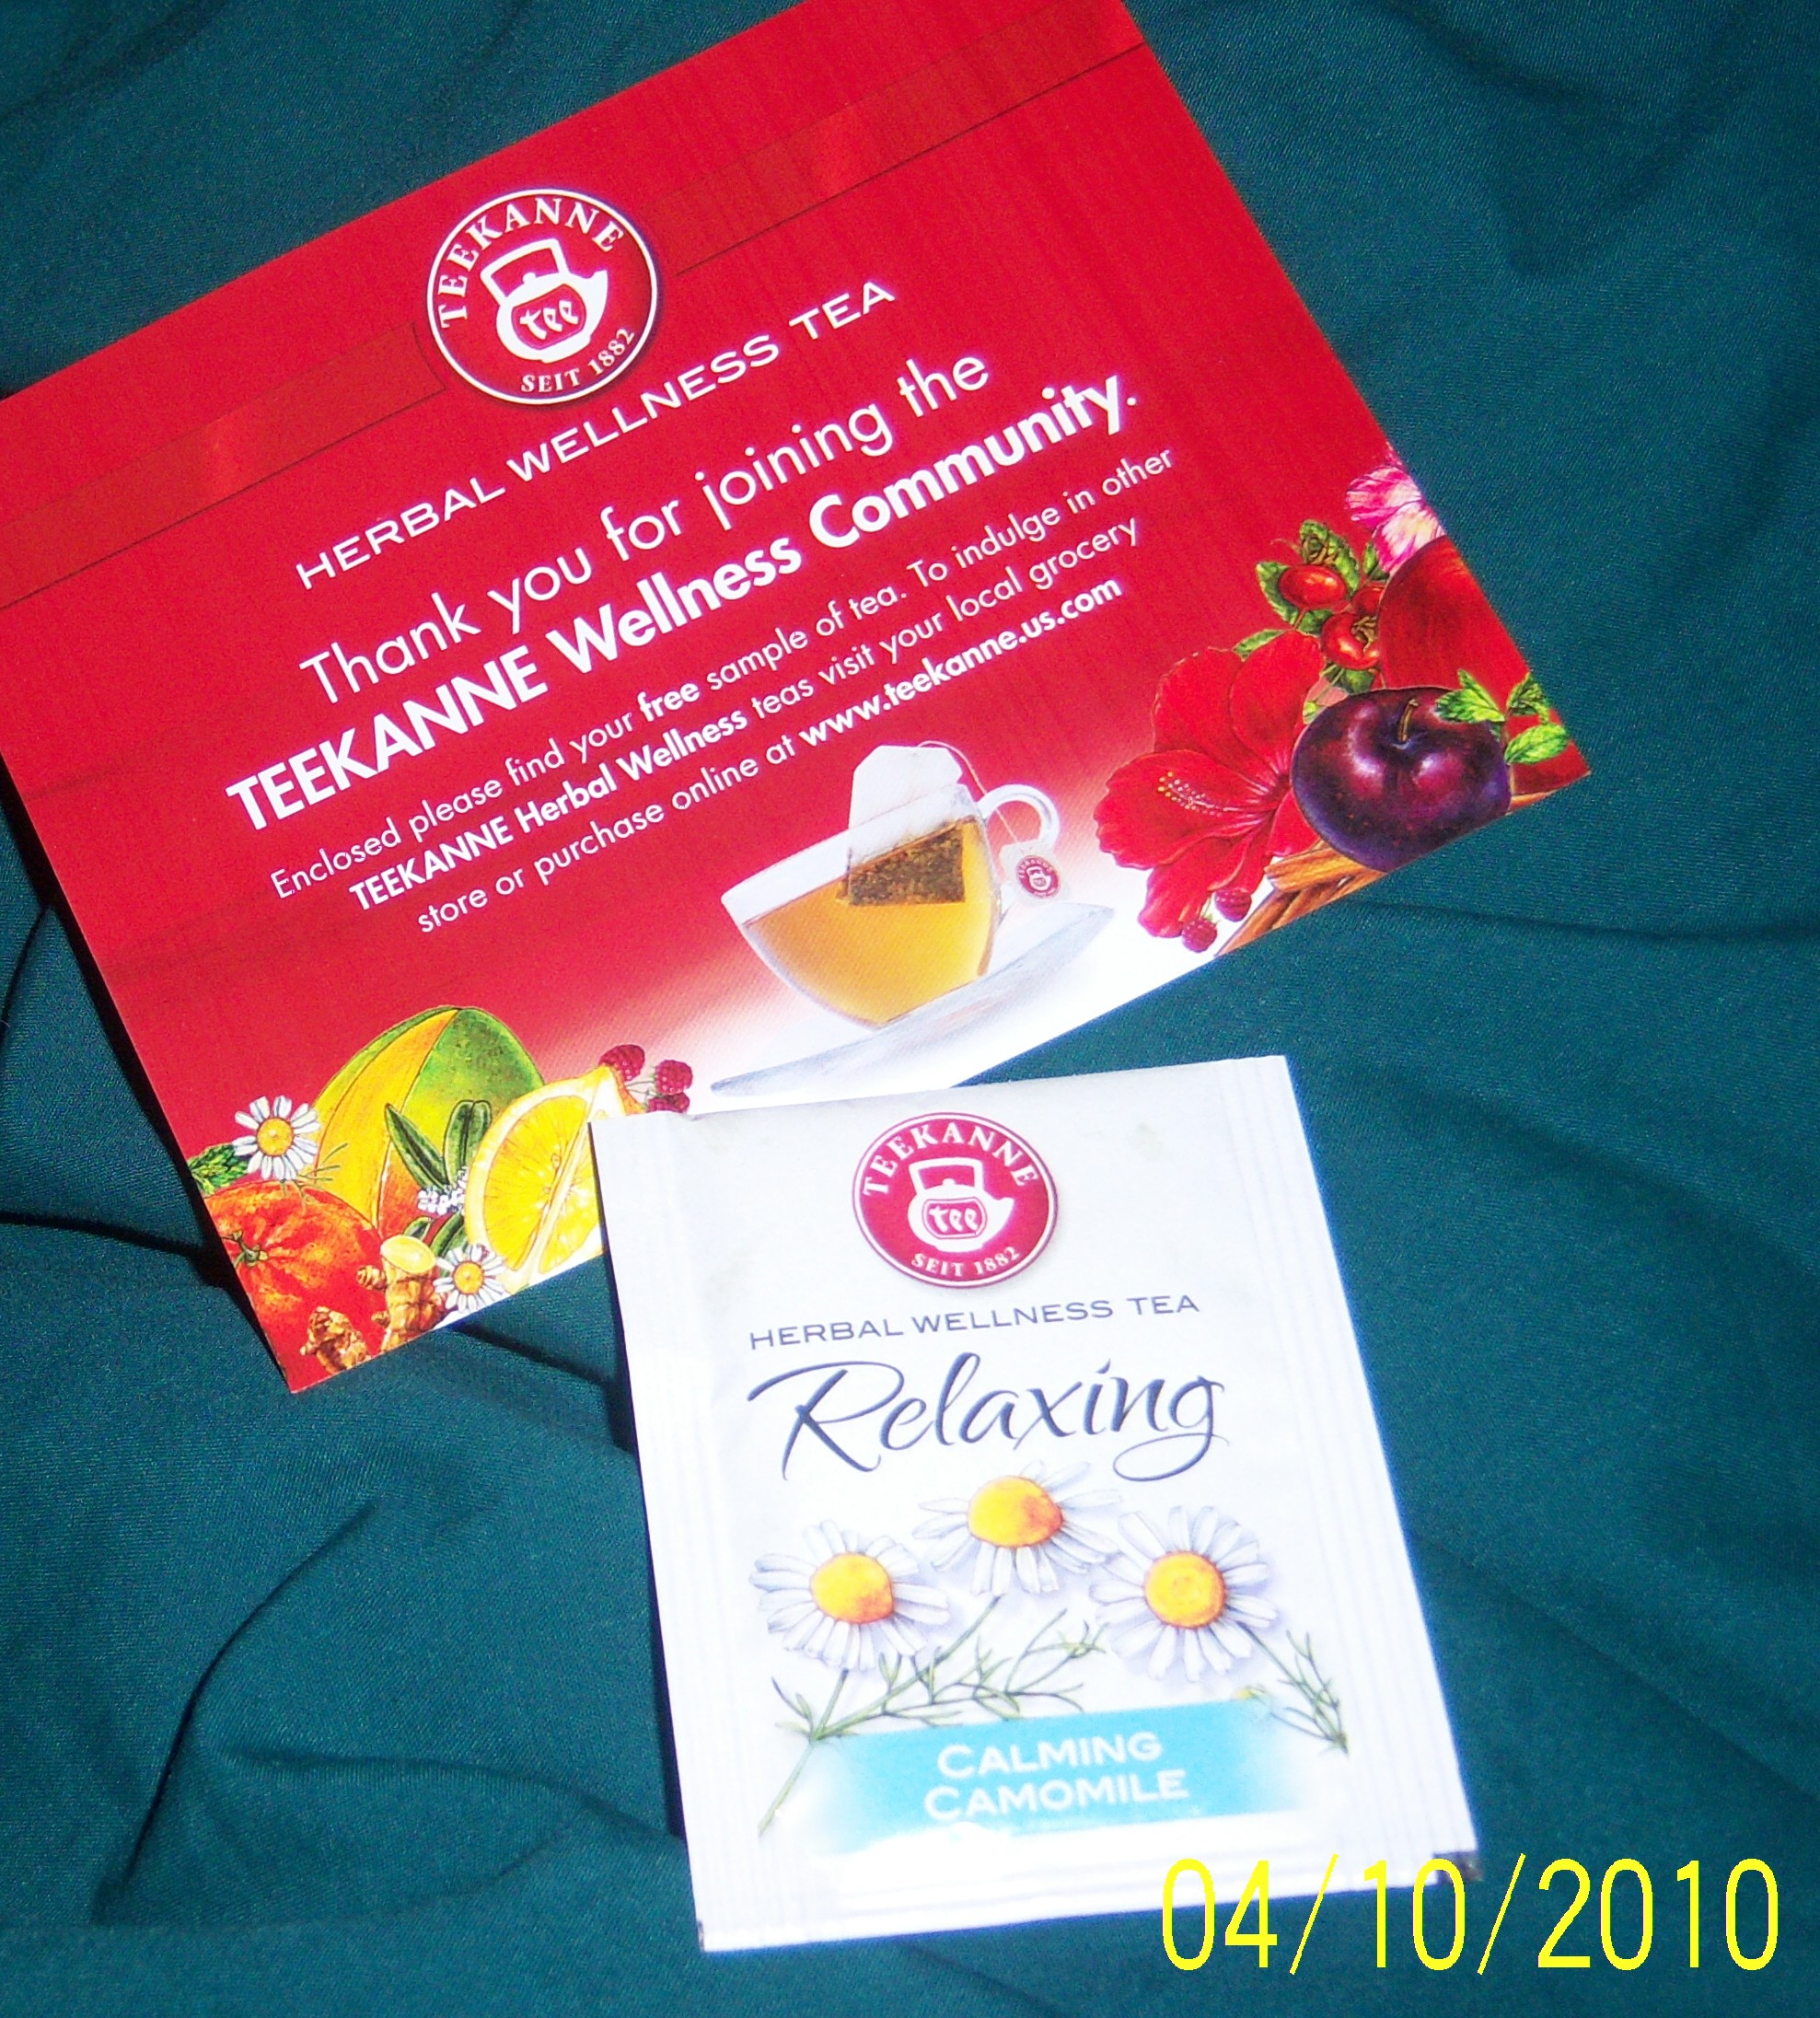 TEEKANNE
tee
SEIT 1882
HERBAL WELLNESS TEA
Thank you for joining the
TEEKANNE Wellness Community.
Enclosed please find your free sample of tea. To indulge in other
TEEKANNE Herbal Wellness teas visit your local grocery
store or purchase online at www.teekanne.us.com
TEEKANNE
tee
SEIT 1882
HERBAL WELLNESS TEA
Relaxing
CALMING
CAMOMILE
04/10/2010